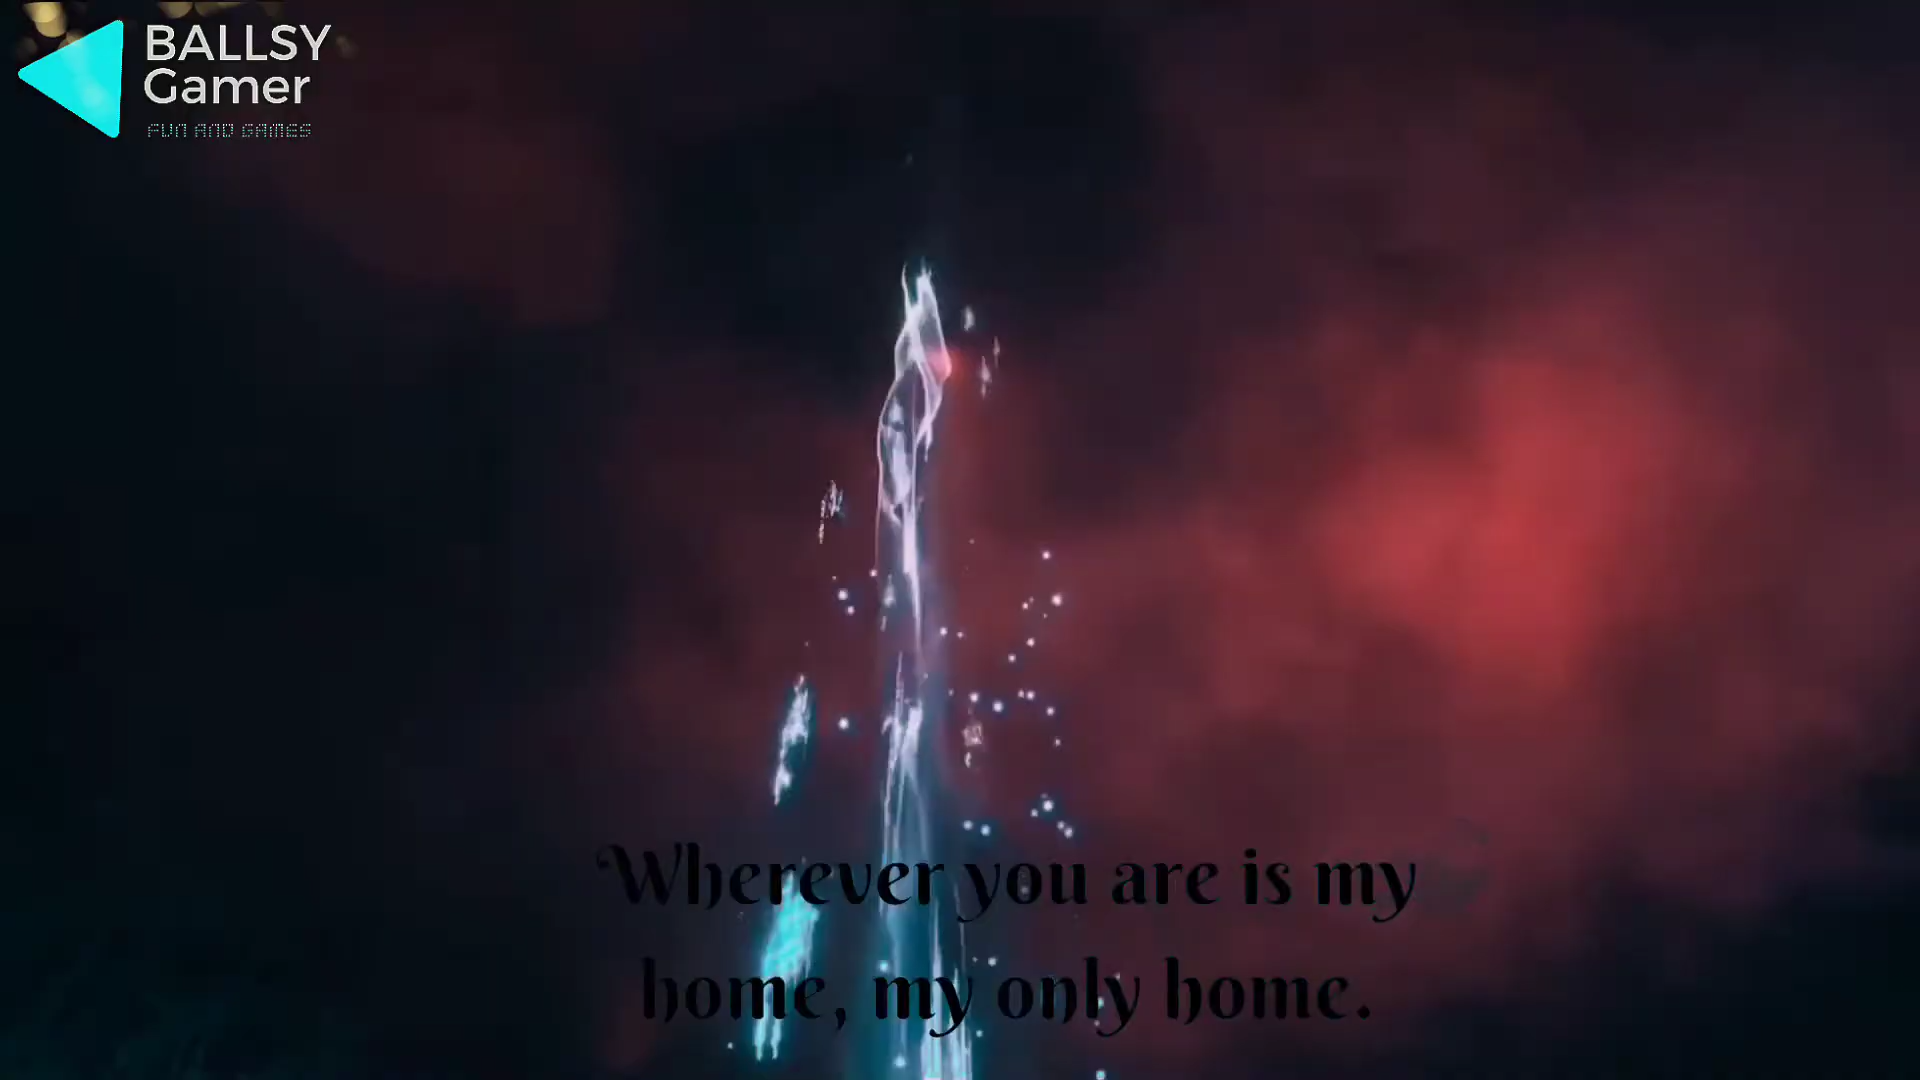 BALLSY
Gamer
FUN AND GAMES
Wherever you are is my
home, my only home.